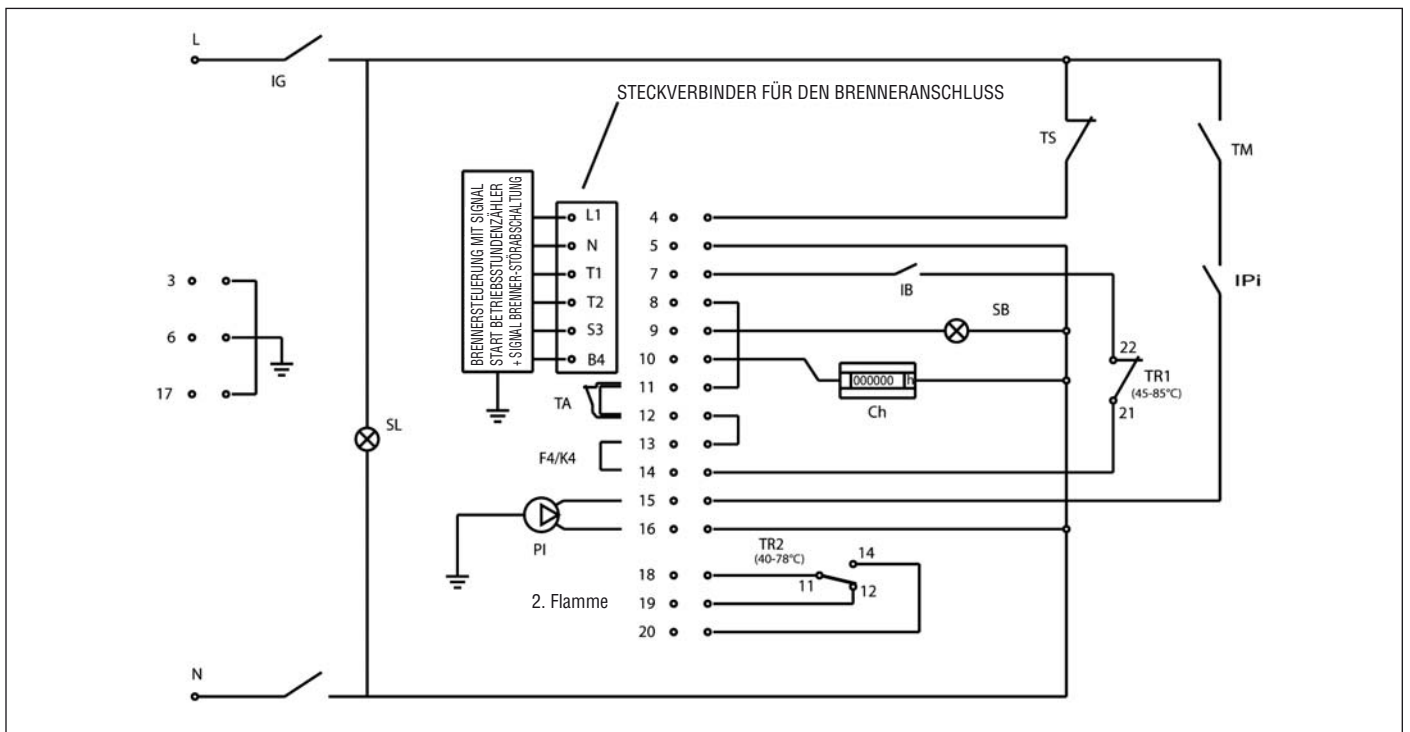 L
IG
STECKVERBINDER FÜR DEN BRENNERANSCHLUSS
TS
TM
BRENNERSTEUERUNG MIT SIGNAL
START BETRIEBSSTUNDENZÄHLER
+ SIGNAL BRENNER-STÖRABSCHALTUNG
L1
N
T1
T2
S3
B4
4
5
7
8
9
10
11
12
13
14
15
16
18
19
20
3
6
17
IB
SB
IPi
22
TR1
(45-85°C)
21
000000 h
Ch
TA
SL
F4/K4
PI
TR2
(40-78°C)
14
11
12
2. Flamme
N